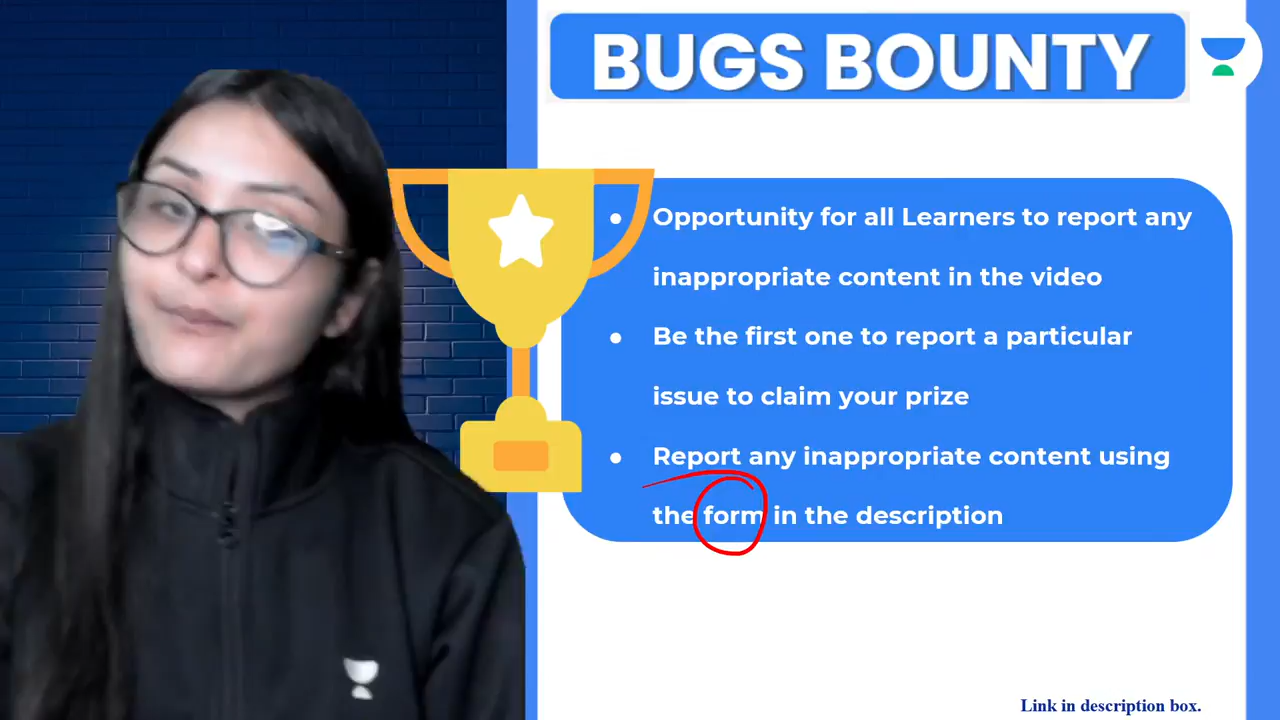 BUGS BOUNTY
● Opportunity for all Learners to report any
inappropriate content in the video
● Be the first one to report a particular
issue to claim your prize
● Report any inappropriate content using
the form in the description
Link in description box.